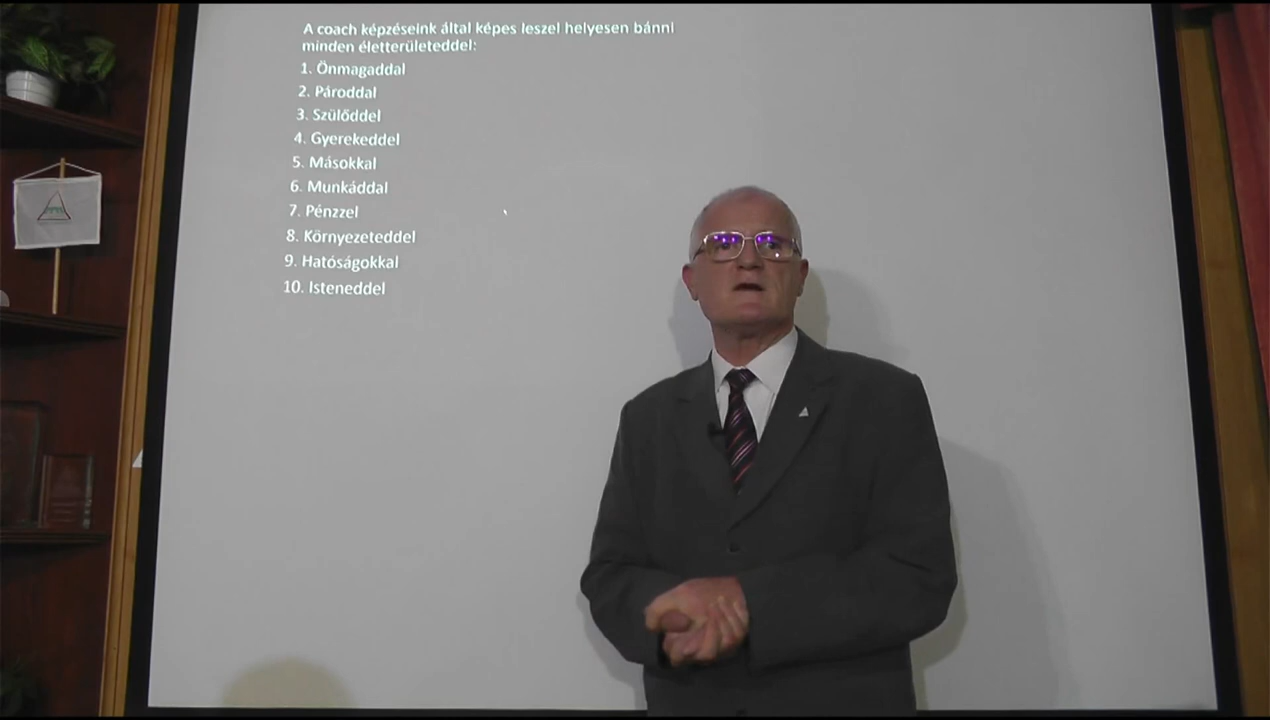 A coach képzéseink által képes leszel helyesen bánni
minden életterületeddel:
1. Önmagaddal
2. Pároddal
3. Szülőddel
4. Gyerekeddel
5. Másokkal
6. Munkáddal
7. Pénzzel
8. Környezeteddel
9. Hatóságokkal
10. Isteneddel